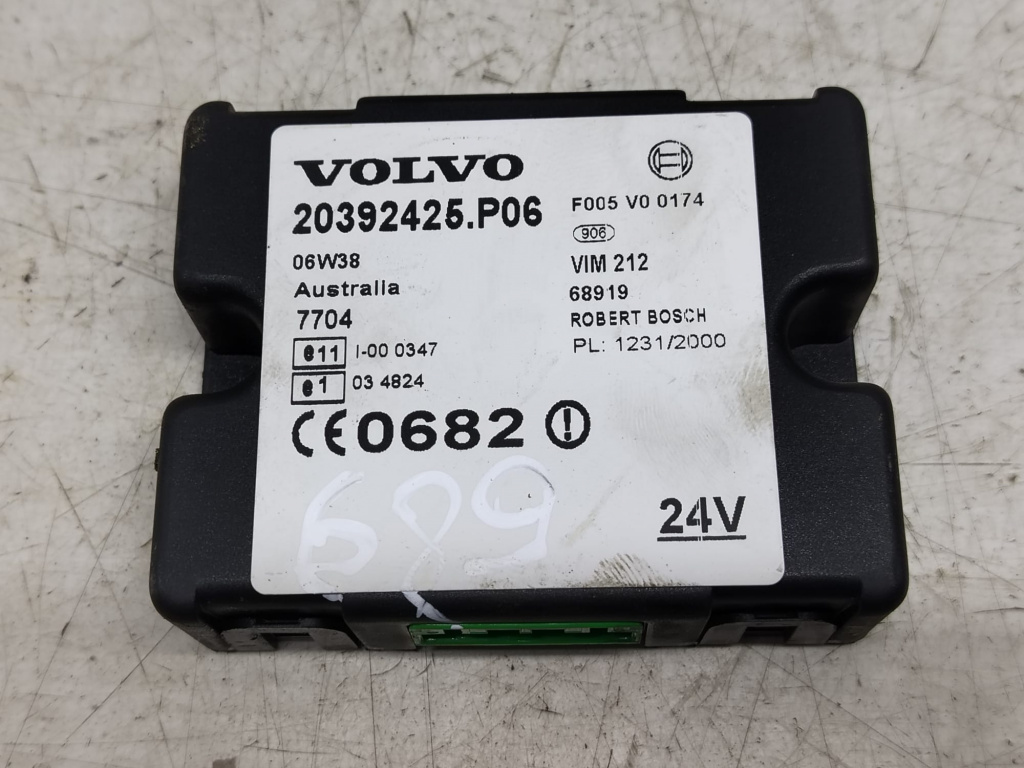 VOLVO
20392425.P06
06W38
Australia
7704
e11 I-00 0347
e1 03 4824
CE0682
F005 V0 0174
906
VIM 212
68919
ROBERT BOSCH
PL: 1231/2000
24V
689